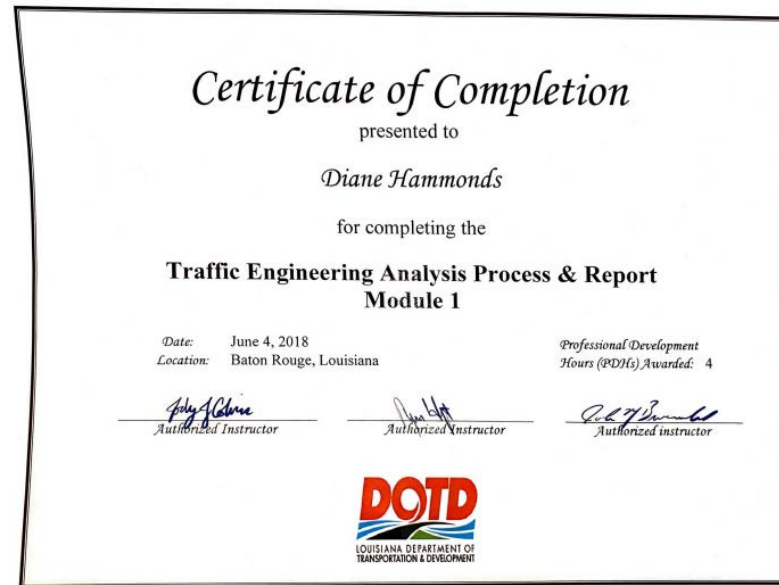 Certificate of Completion
presented to
Diane Hammonds
for completing the
Traffic Engineering Analysis Process & Report
Module 1
Date: June 4, 2018
Location: Baton Rouge, Louisiana
Professional Development
Hours (PDHs) Awarded: 4
Authorized Instructor
Authorized Instructor
Authorized instructor
DOTD
LOUISIANA DEPARTMENT OF
TRANSPORTATION & DEVELOPMENT